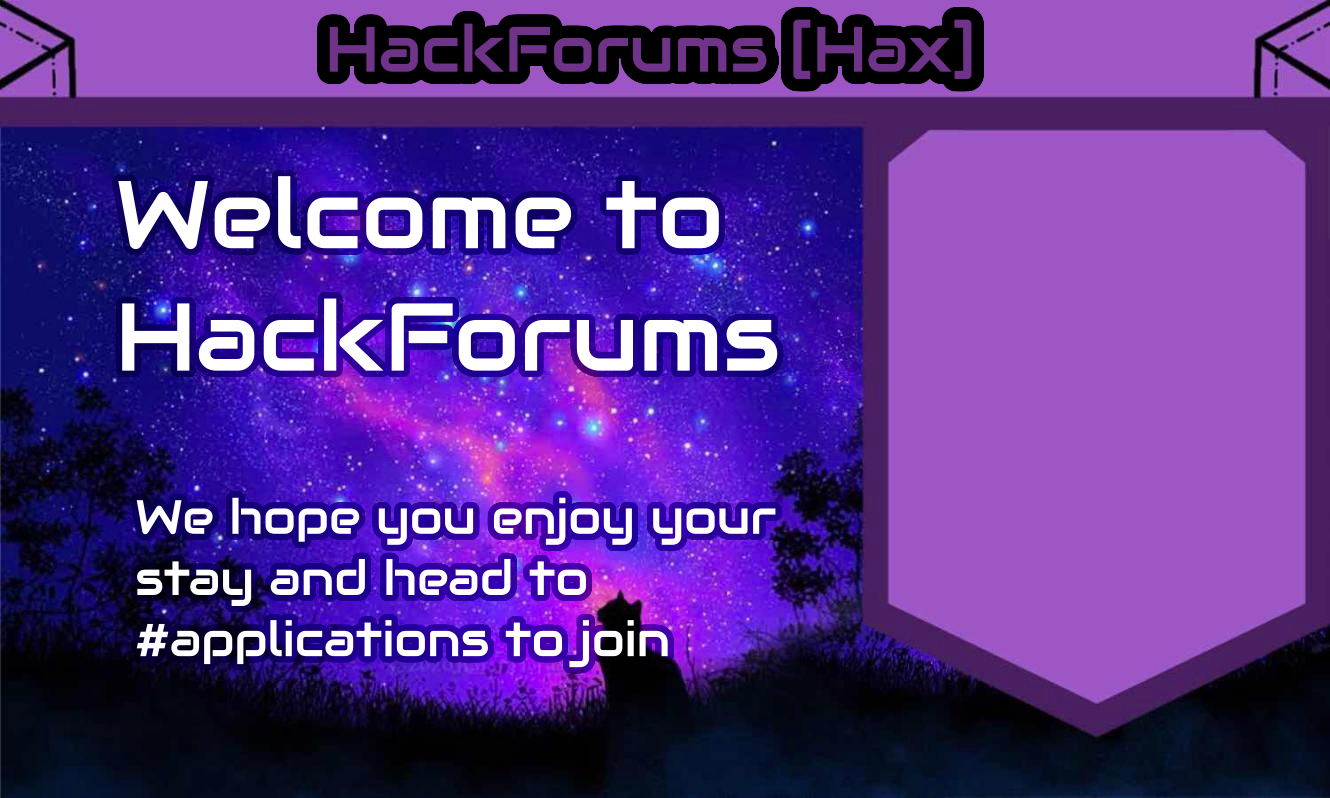 HackForums [Hax]
Welcome to
HackForums
We hope you enjoy your
stay and head to
#applications to join